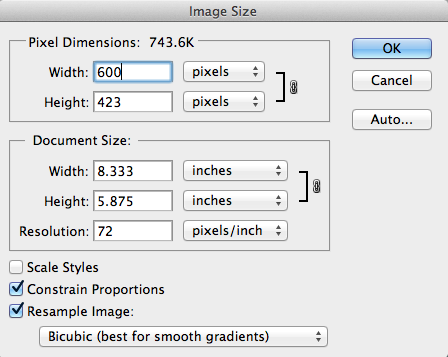 Image Size
Pixel Dimensions: 743.6K
Width: 600 pixels
Height: 423 pixels
OK
Cancel
Auto...
Document Size:
Width: 8.333 inches
Height: 5.875 inches
Resolution: 72 pixels/inch
Scale Styles
Constrain Proportions
Resample Image:
Bicubic (best for smooth gradients)